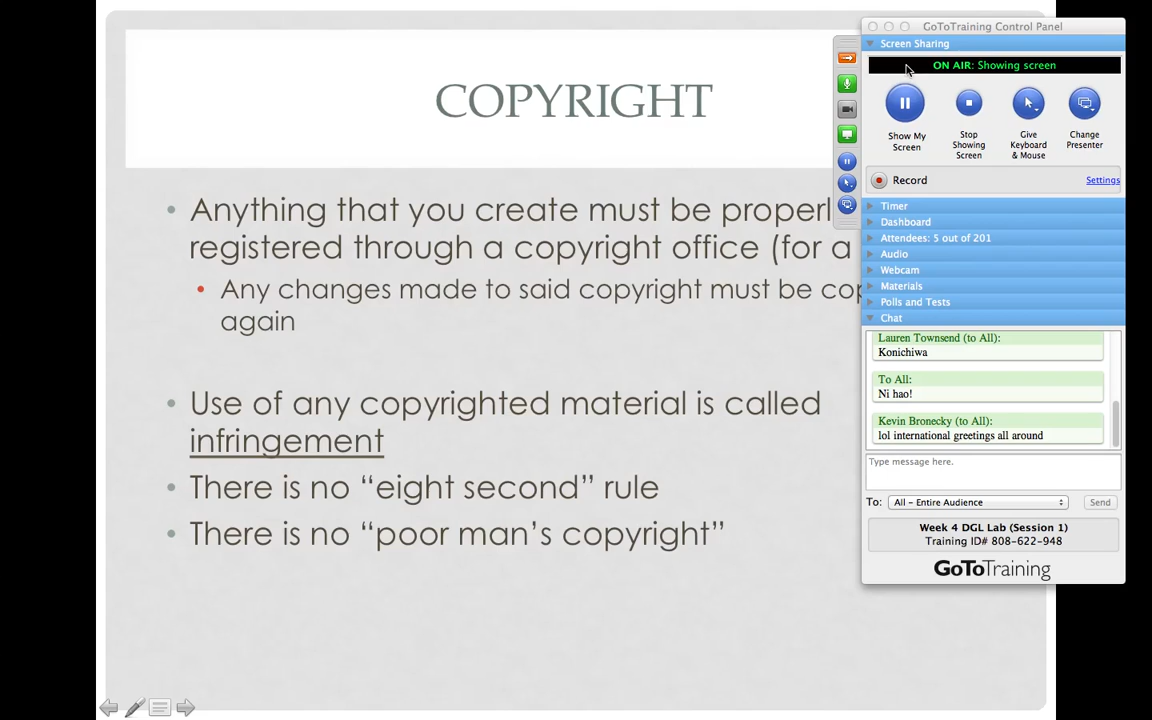 COPYRIGHT
Anything that you create must be
registered through a copyright office (for a
Any changes made to said copyright must be
again
Use of any copyrighted material is called
infringement
There is no “eight second” rule
There is no “poor man’s copyright”
GoToTraining Control Panel
Screen Sharing
ON AIR: Showing screen
Show My
Screen
Stop
Showing
Screen
Give
Keyboard
& Mouse
Change
Presenter
Record
Settings
Timer
Dashboard
Attendees: 5 out of 201
Audio
Webcam
Materials
Polls and Tests
Chat
Lauren Townsend (to All):
Konichiwa
To All:
Ni hao!
Kevin Bronecky (to All):
lol international greetings all around
Type message here.
To: All - Entire Audience
Send
Week 4 DGL Lab (Session 1)
Training ID# 808-622-948
GoToTraining